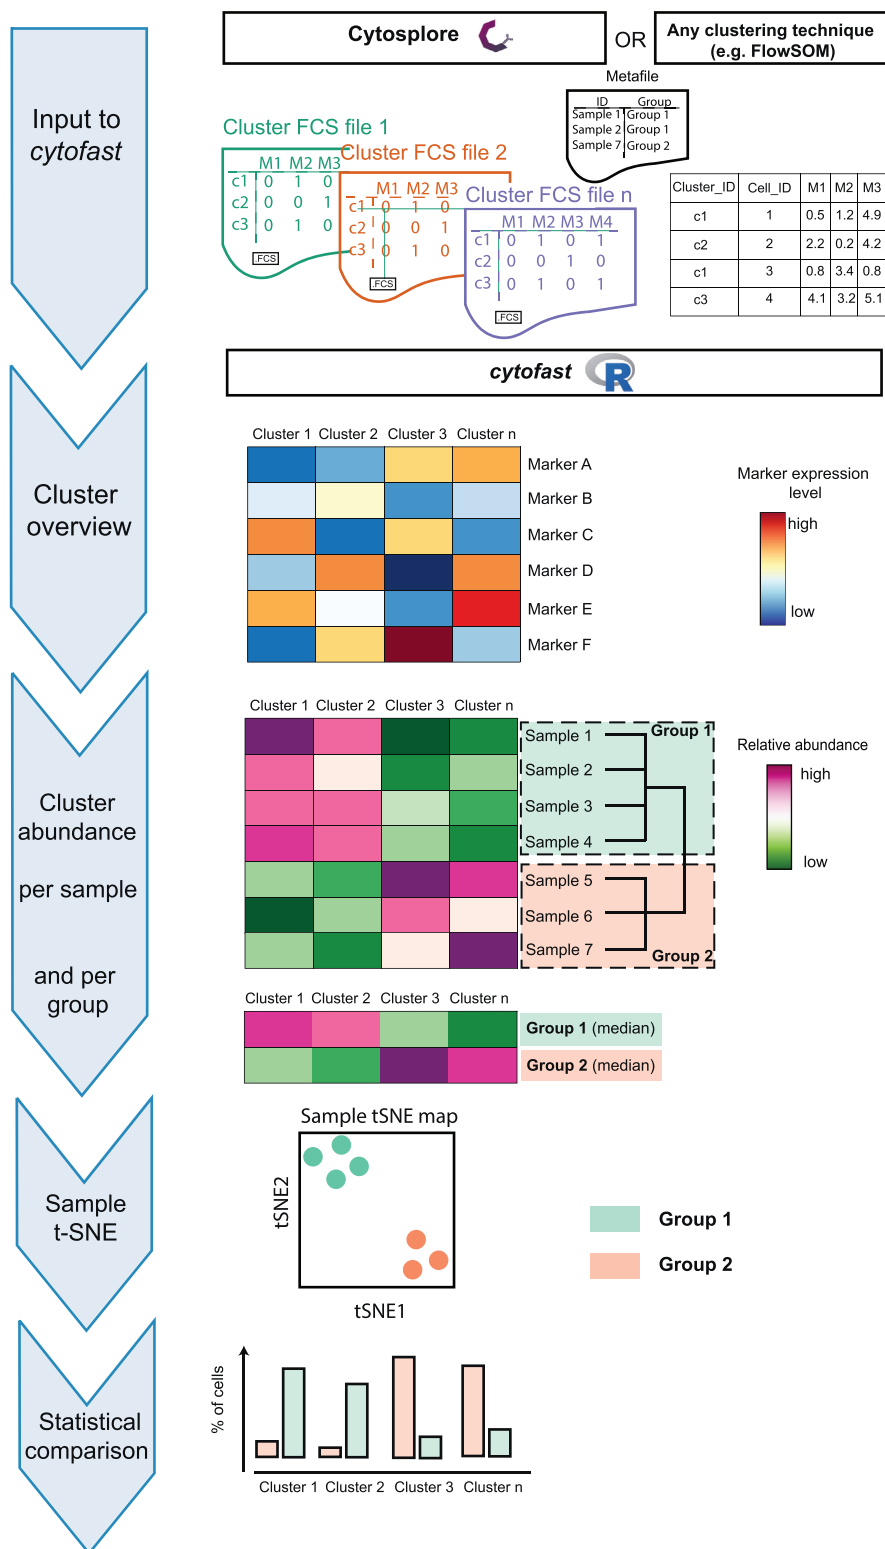 Input to
cytofast
Cytosplore
OR
Any clustering technique
(e.g. FlowSOM)
Metafile
ID Group
Sample 1 Group 1
Sample 2 Group 1
Sample 7 Group 2
Cluster FCS file 1
M1 M2 M3
c1 0 1 0
c2 0 0 1
c3 0 1 0
.FCS
Cluster FCS file 2
M1 M2 M3
c1 0 1 0
c2 0 0 1
c3 0 1 0
.FCS
Cluster FCS file n
M1 M2 M3 M4
c1 0 1 0 1
c2 0 0 1 0
c3 0 1 0 1
.FCS
Cluster_ID Cell_ID M1 M2 M3
c1 1 0.5 1.2 4.9
c2 2 2.2 0.2 4.2
c1 3 0.8 3.4 0.8
c3 4 4.1 3.2 5.1
cytofast R
Cluster
overview
Cluster 1 Cluster 2 Cluster 3 Cluster n
Marker A
Marker B
Marker C
Marker D
Marker E
Marker F
Marker expression
level
high
low
Cluster
abundance
per sample
and per
group
Cluster 1 Cluster 2 Cluster 3 Cluster n
Sample 1
Group 1
Sample 2
Sample 3
Sample 4
Sample 5
Sample 6
Sample 7
Group 2
Relative abundance
high
low
Cluster 1 Cluster 2 Cluster 3 Cluster n
Group 1 (median)
Group 2 (median)
Sample
t-SNE
Sample tSNE map
tSNE2
tSNE1
Group 1
Group 2
Statistical
comparison
% of cells
Cluster 1 Cluster 2 Cluster 3 Cluster n